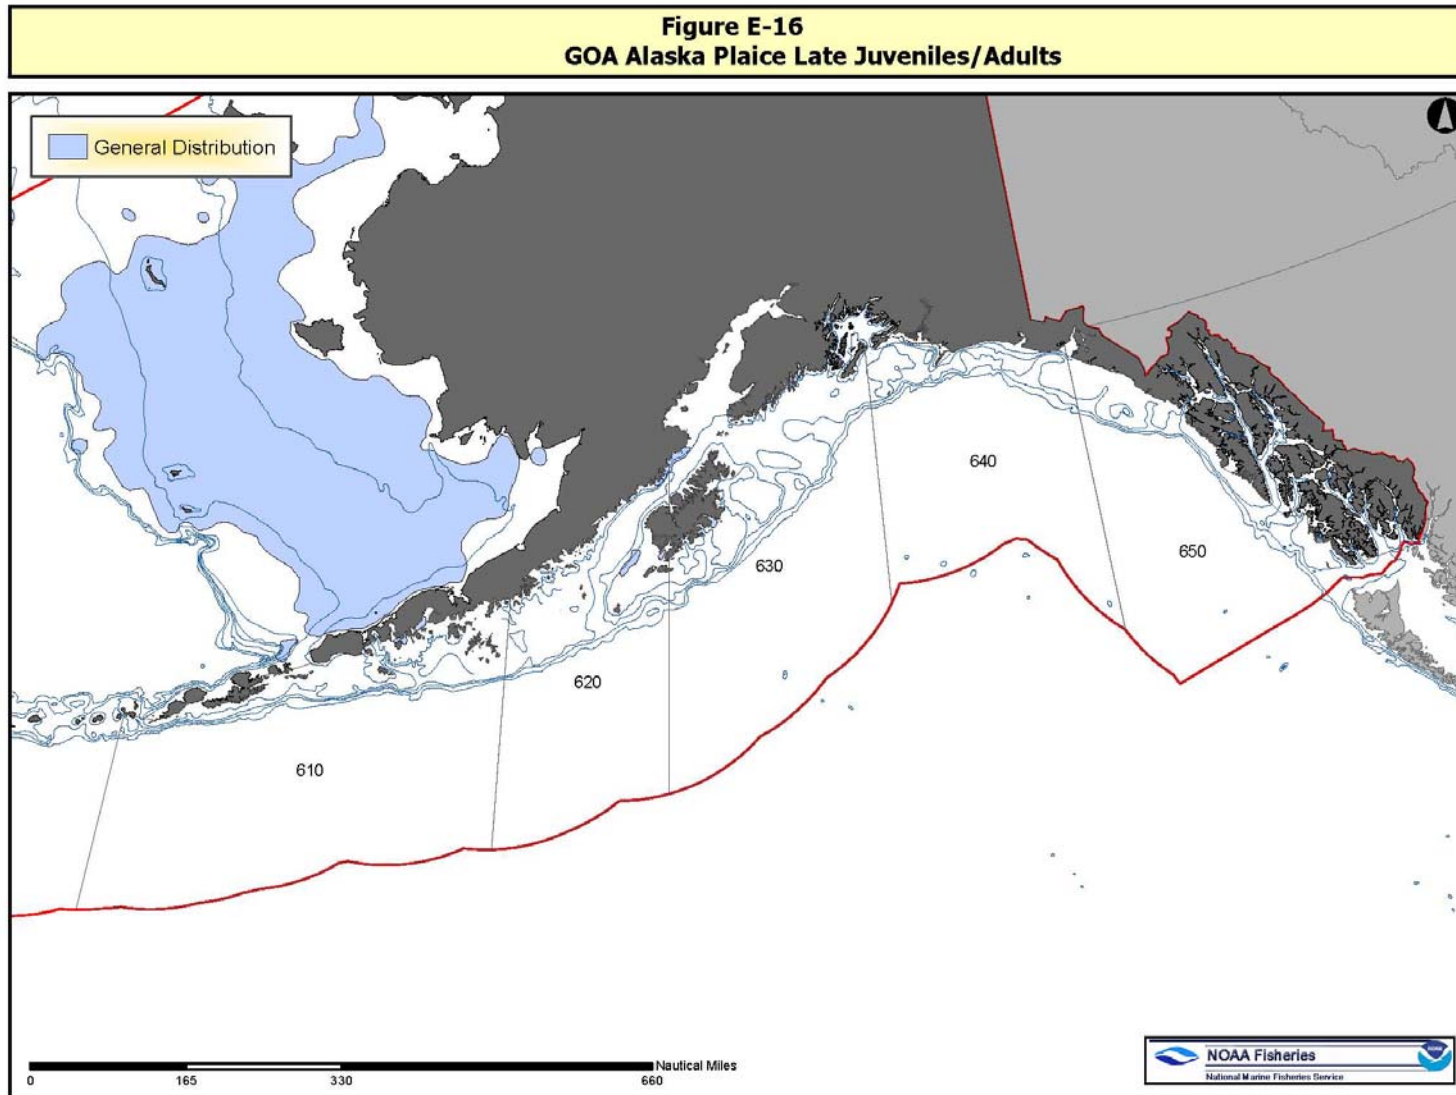 Figure E-16
GOA Alaska Plaice Late Juveniles/Adults
General Distribution
640
650
630
620
610
Nautical Miles
0 165 330 660
NOAA Fisheries
National Marine Fisheries Service